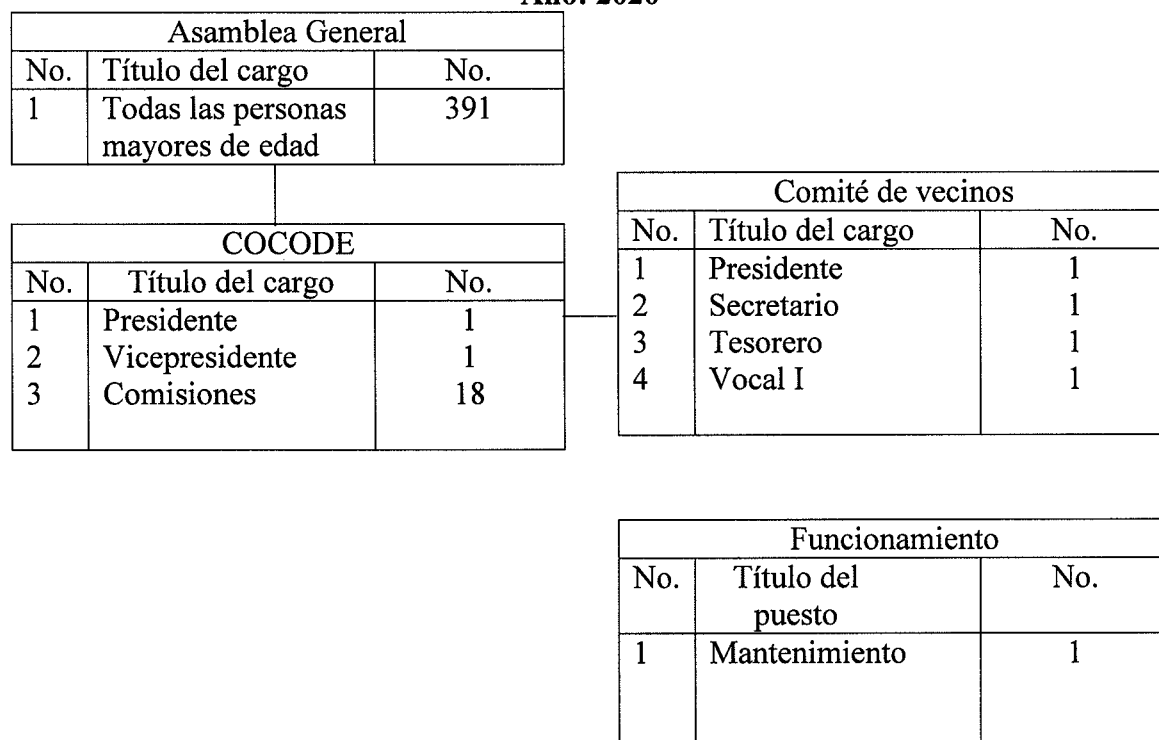 Año: 2020
Asamblea General
No. Título del cargo No.
1 Todas las personas 391
mayores de edad
COCODE
No. Título del cargo No.
1 Presidente 1
2 Vicepresidente 1
3 Comisiones 18
Comité de vecinos
No. Título del cargo No.
1 Presidente 1
2 Secretario 1
3 Tesorero 1
4 Vocal I 1
Funcionamiento
No. Título del No.
puesto
1 Mantenimiento 1